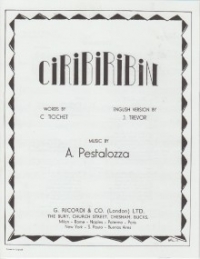 CIRIBIRIBIN
WORDS BY
C. TIOCHET
ENGLISH VERSION BY
J. TREVOR
MUSIC BY
A. Pestalozza
G. RICORDI & CO. (London) LTD.
THE BURY, CHURCH STREET, CHESHAM, BUCKS.
Milan - Rome - Naples - Palermo - Paris
New York - S. Paulo - Buenos Aires